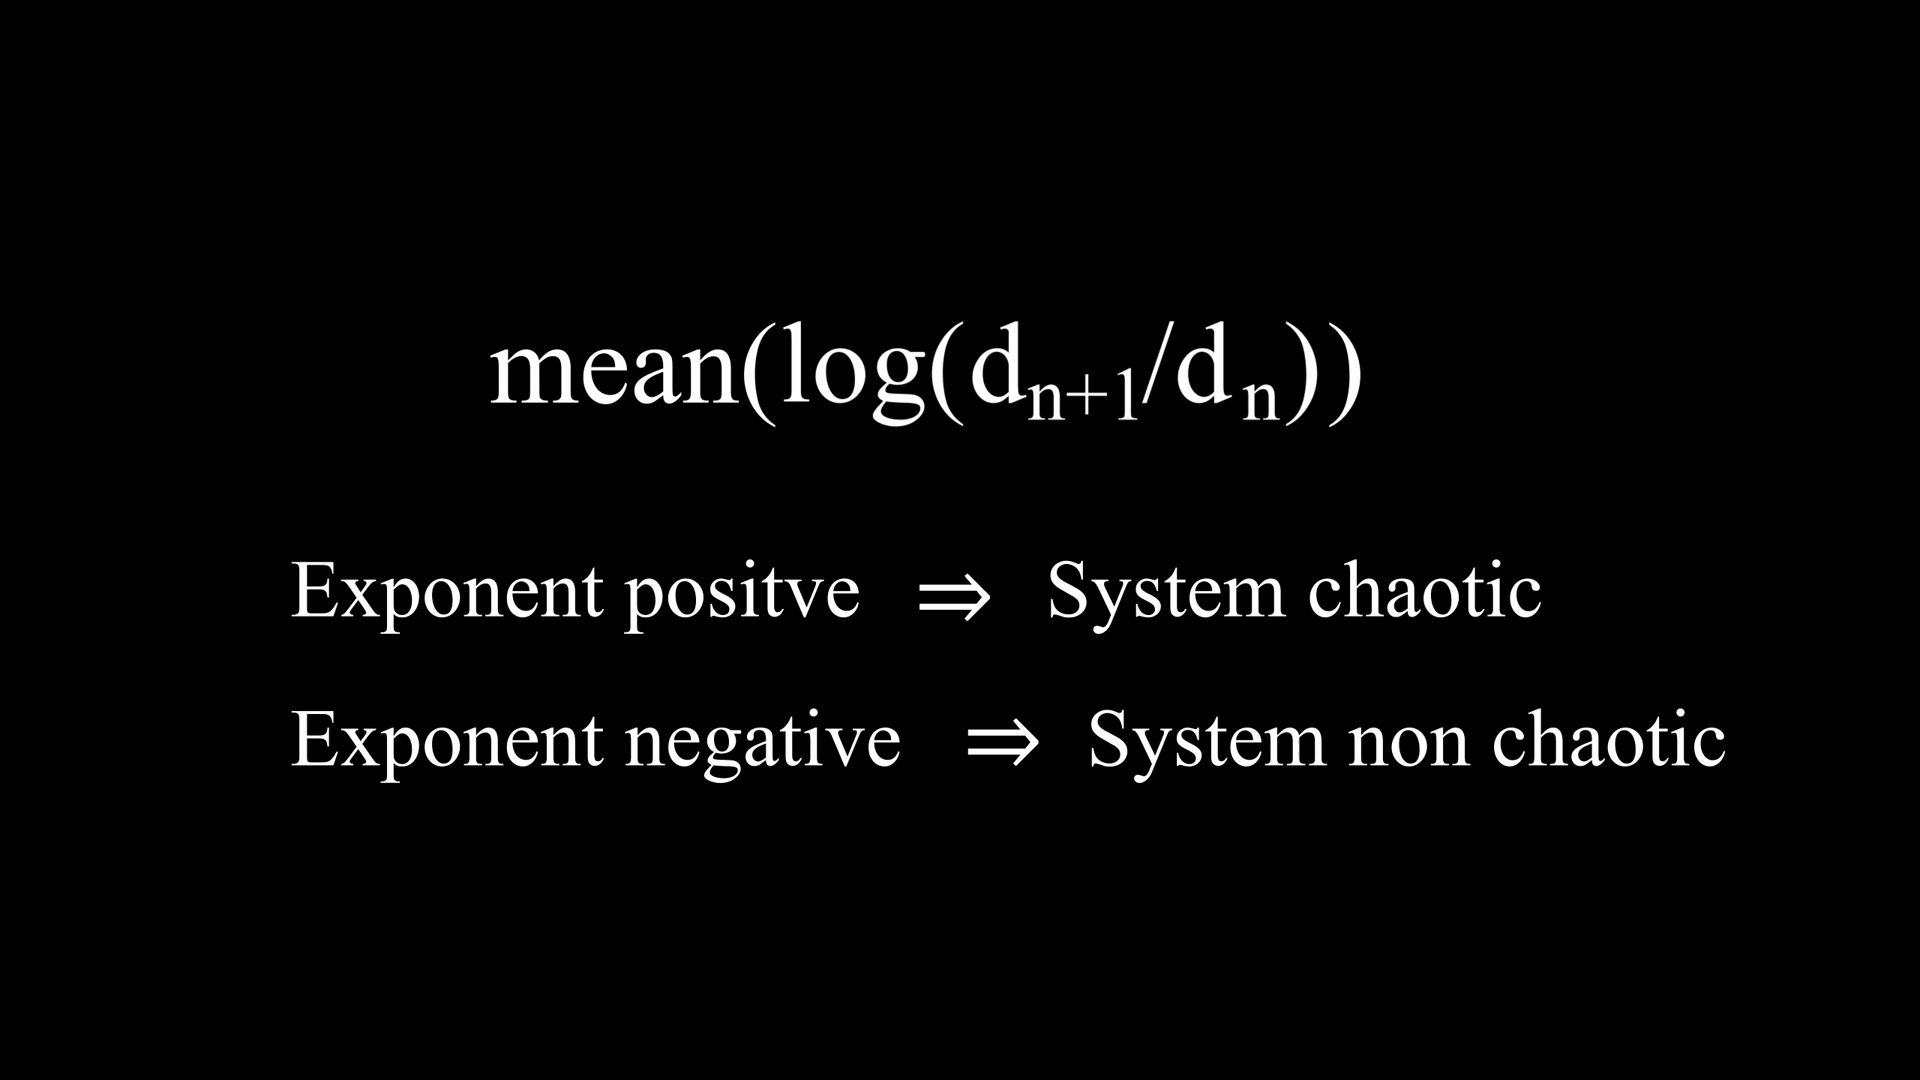 mean(log(dₙ₊₁/dₙ))
Exponent positve ⇒ System chaotic
Exponent negative ⇒ System non chaotic